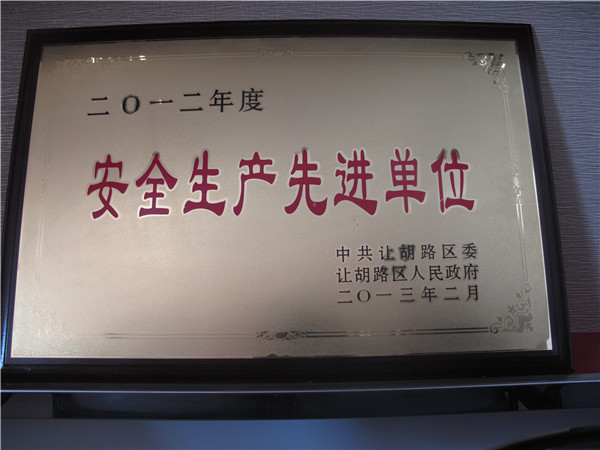 二〇一二年度
安全生产先进单位
中共让胡路区委
让胡路区人民政府
二〇一三年二月